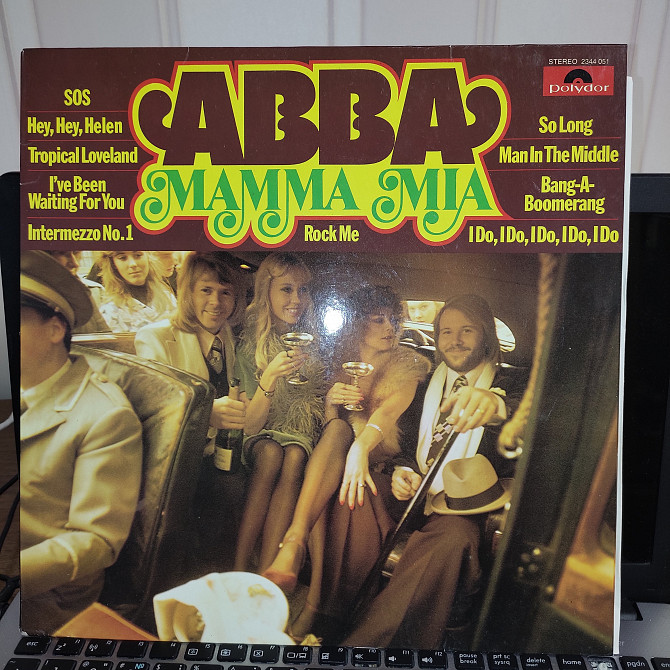 STEREO 2344 051
polydor
ABBA
MAMMA MIA
SOS
Hey, Hey, Helen
Tropical Loveland
I've Been
Waiting For You
Intermezzo No. 1
Rock Me
So Long
Man In The Middle
Bang-A-
Boomerang
I Do, I Do, I Do, I Do, I Do
esc
pause
break
prt sc
sysrq
delete
home
pgdn